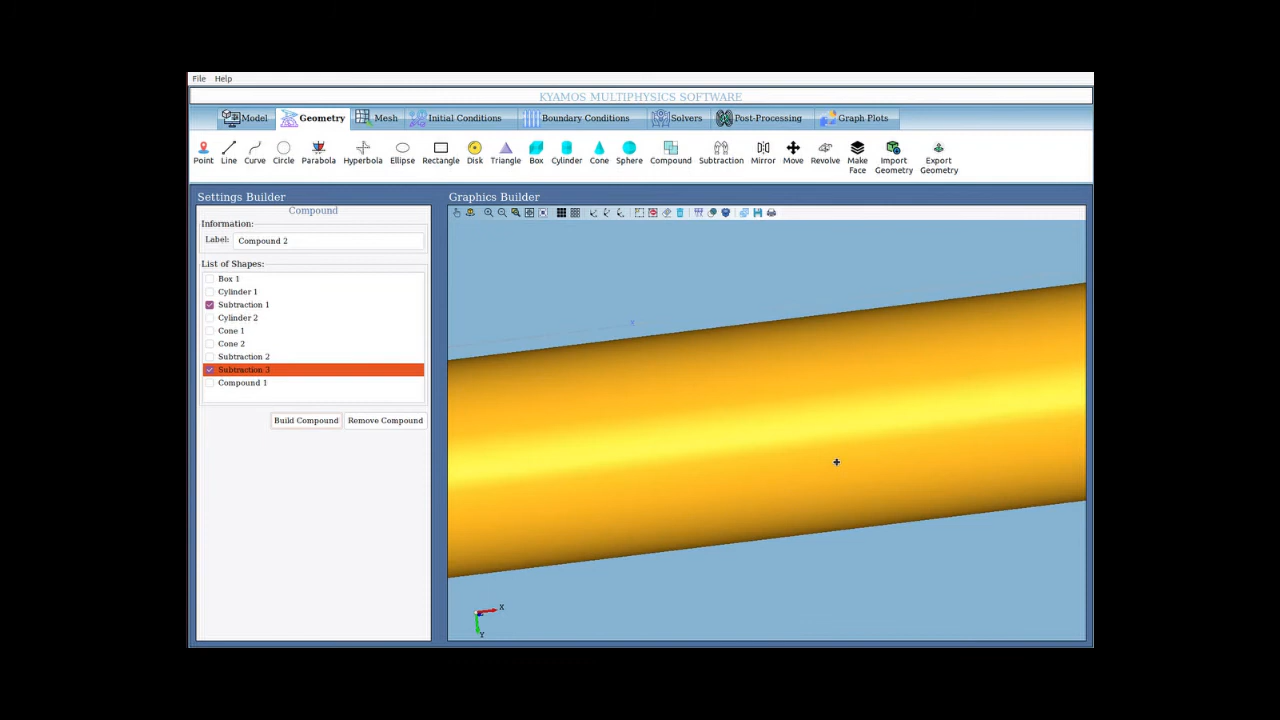 File Help
KYAMOS MULTIPHYSICS SOFTWARE
Model Geometry Mesh Initial Conditions Boundary Conditions Solvers Post-Processing Graph Plots
Point Line Curve Circle Parabola Hyperbola Ellipse Rectangle Disk Triangle Box Cylinder Cone Sphere Compound Subtraction Mirror Move Revolve Make Face Import Geometry Export Geometry
Settings Builder
Graphics Builder
Compound
Information:
Label: Compound 2
List of Shapes:
Box 1
Cylinder 1
Subtraction 1
Cylinder 2
Cone 1
Cone 2
Subtraction 2
Subtraction 3
Compound 1
Build Compound Remove Compound
X
X
Y